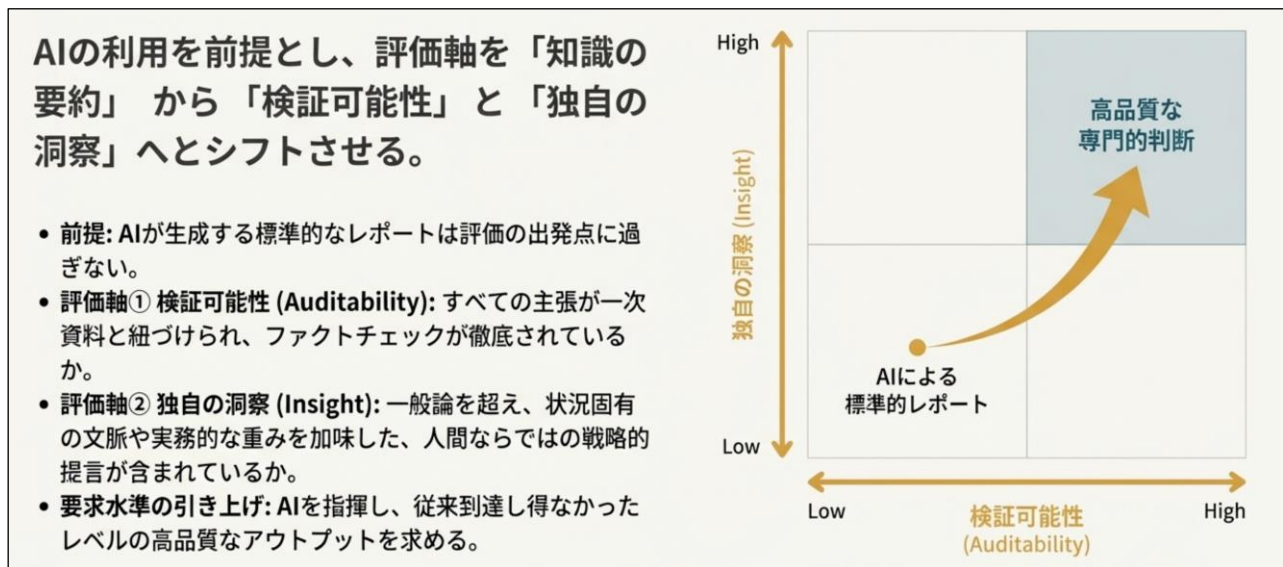 AIの利用を前提とし、評価軸を「知識の
要約」 から 「検証可能性」 と 「独自の
洞察」へとシフトさせる。
• 前提: AIが生成する標準的なレポートは評価の出発点に過
ぎない。
• 評価軸① 検証可能性 (Auditability): すべての主張が一次
資料と紐づけられ、ファクトチェックが徹底されている
か。
• 評価軸② 独自の洞察 (Insight): 一般論を超え、状況固有
の文脈や実務的な重みを加味した、人間ならではの戦略的
提言が含まれているか。
• 要求水準の引き上げ: AIを指揮し、従来到達し得なかった
レベルの高品質なアウトプットを求める。
High
独自の洞察 (Insight)
Low
高品質な
専門的判断
AIによる
標準的レポート
Low
検証可能性
(Auditability)
High